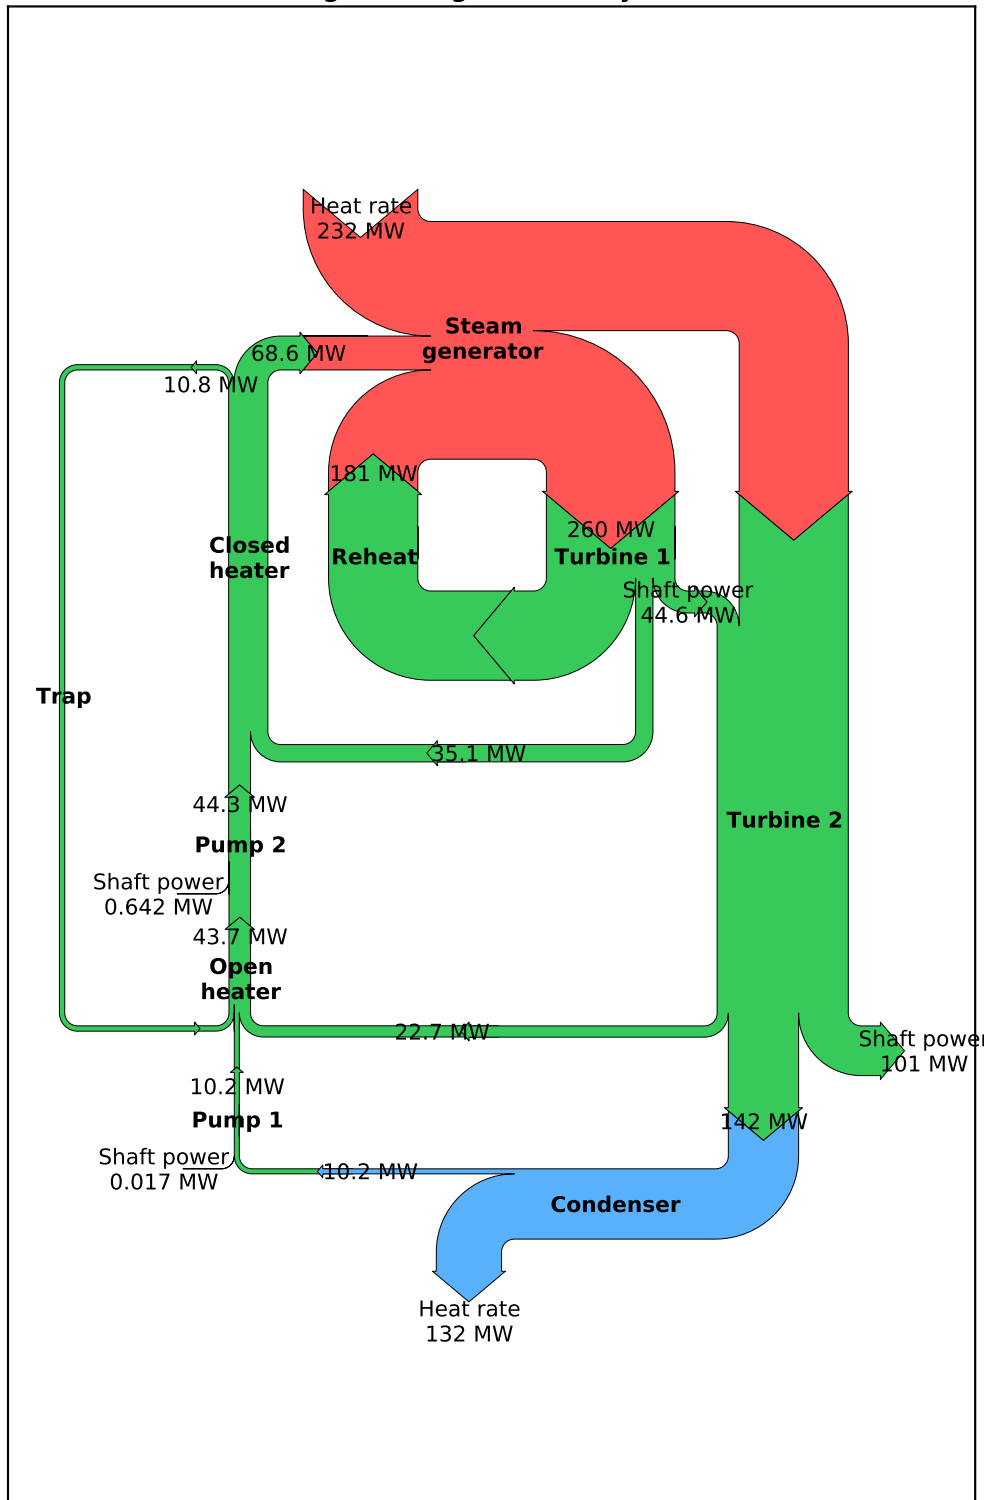 Heat rate
232 MW
Steam
generator
68.6 MW
10.8 MW
181 MW
260 MW
Closed
heater
Reheat
Turbine 1
Shaft power
44.6 MW
Trap
35.1 MW
44.3 MW
Turbine 2
Pump 2
Shaft power
0.642 MW
43.7 MW
Open
heater
22.7 MW
Shaft power
101 MW
10.2 MW
Pump 1
142 MW
Shaft power
0.017 MW
10.2 MW
Condenser
Heat rate
132 MW